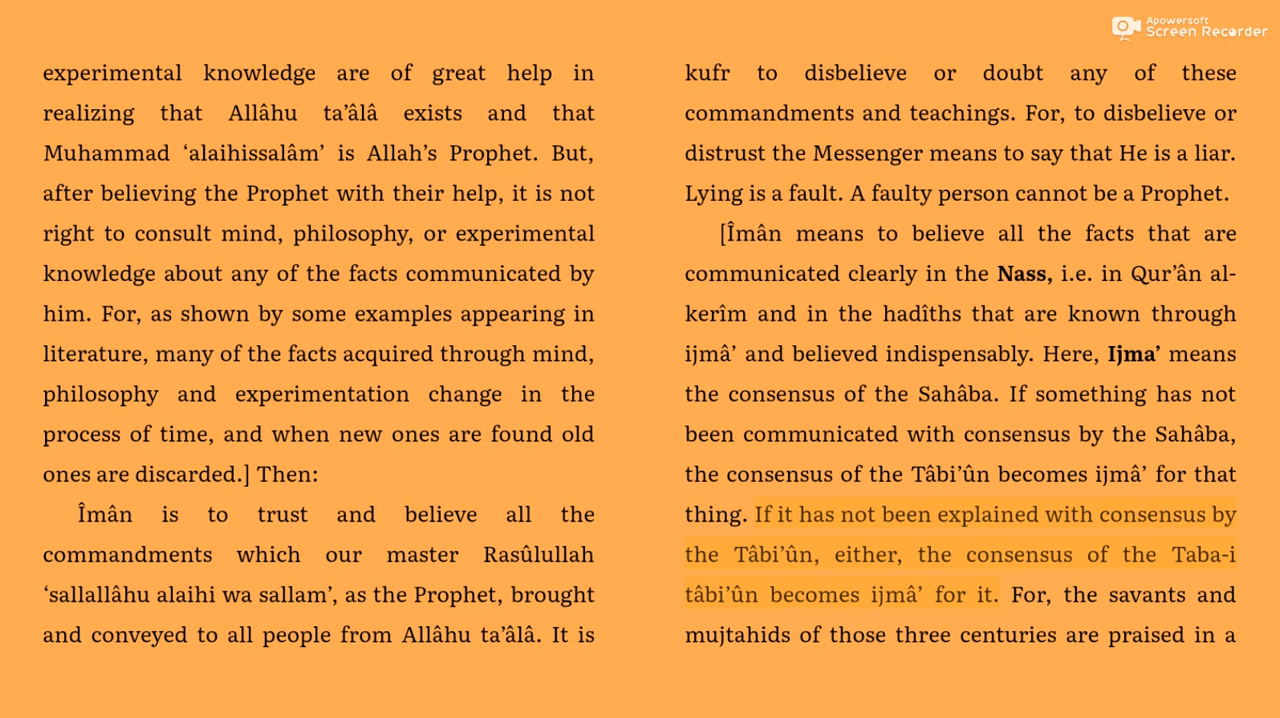 Apowersoft
Screen Recorder
experimental knowledge are of great help in
realizing that Allâhu ta’âlâ exists and that
Muhammad ‘alaihissalâm’ is Allah’s Prophet. But,
after believing the Prophet with their help, it is not
right to consult mind, philosophy, or experimental
knowledge about any of the facts communicated by
him. For, as shown by some examples appearing in
literature, many of the facts acquired through mind,
philosophy and experimentation change in the
process of time, and when new ones are found old
ones are discarded.] Then:
Îmân is to trust and believe all the
commandments which our master Rasûlullah
‘sallallâhu alaihi wa sallam’, as the Prophet, brought
and conveyed to all people from Allâhu ta’âlâ. It is
kufr to disbelieve or doubt any of these
commandments and teachings. For, to disbelieve or
distrust the Messenger means to say that He is a liar.
Lying is a fault. A faulty person cannot be a Prophet.
[Îmân means to believe all the facts that are
communicated clearly in the Nass, i.e. in Qur’ân al-
kerîm and in the hadîths that are known through
ijmâ’ and believed indispensably. Here, Ijma’ means
the consensus of the Sahâba. If something has not
been communicated with consensus by the Sahâba,
the consensus of the Tâbi’ûn becomes ijmâ’ for that
thing. If it has not been explained with consensus by
the Tâbi’ûn, either, the consensus of the Taba-i
tâbi’ûn becomes ijmâ’ for it. For, the savants and
mujtahids of those three centuries are praised in a